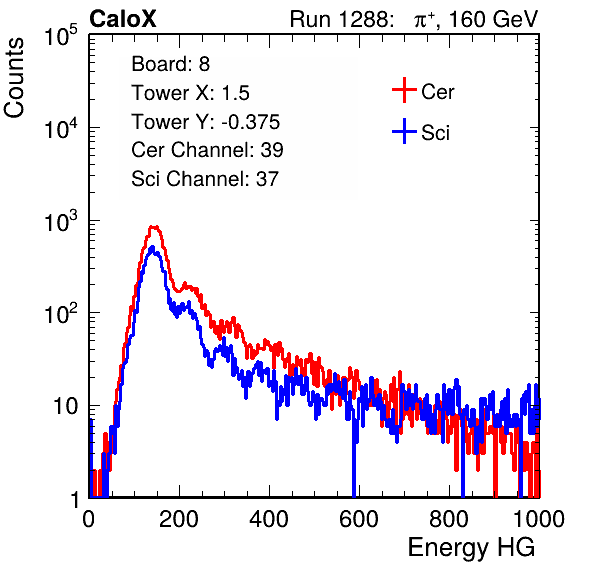 CaloX Run 1288: π⁺, 160 GeV
Counts
10⁵
10⁴
10³
10²
10
1
Board: 8
Tower X: 1.5
Tower Y: -0.375
Cer Channel: 39
Sci Channel: 37
Cer
Sci
0 200 400 600 800 1000
Energy HG